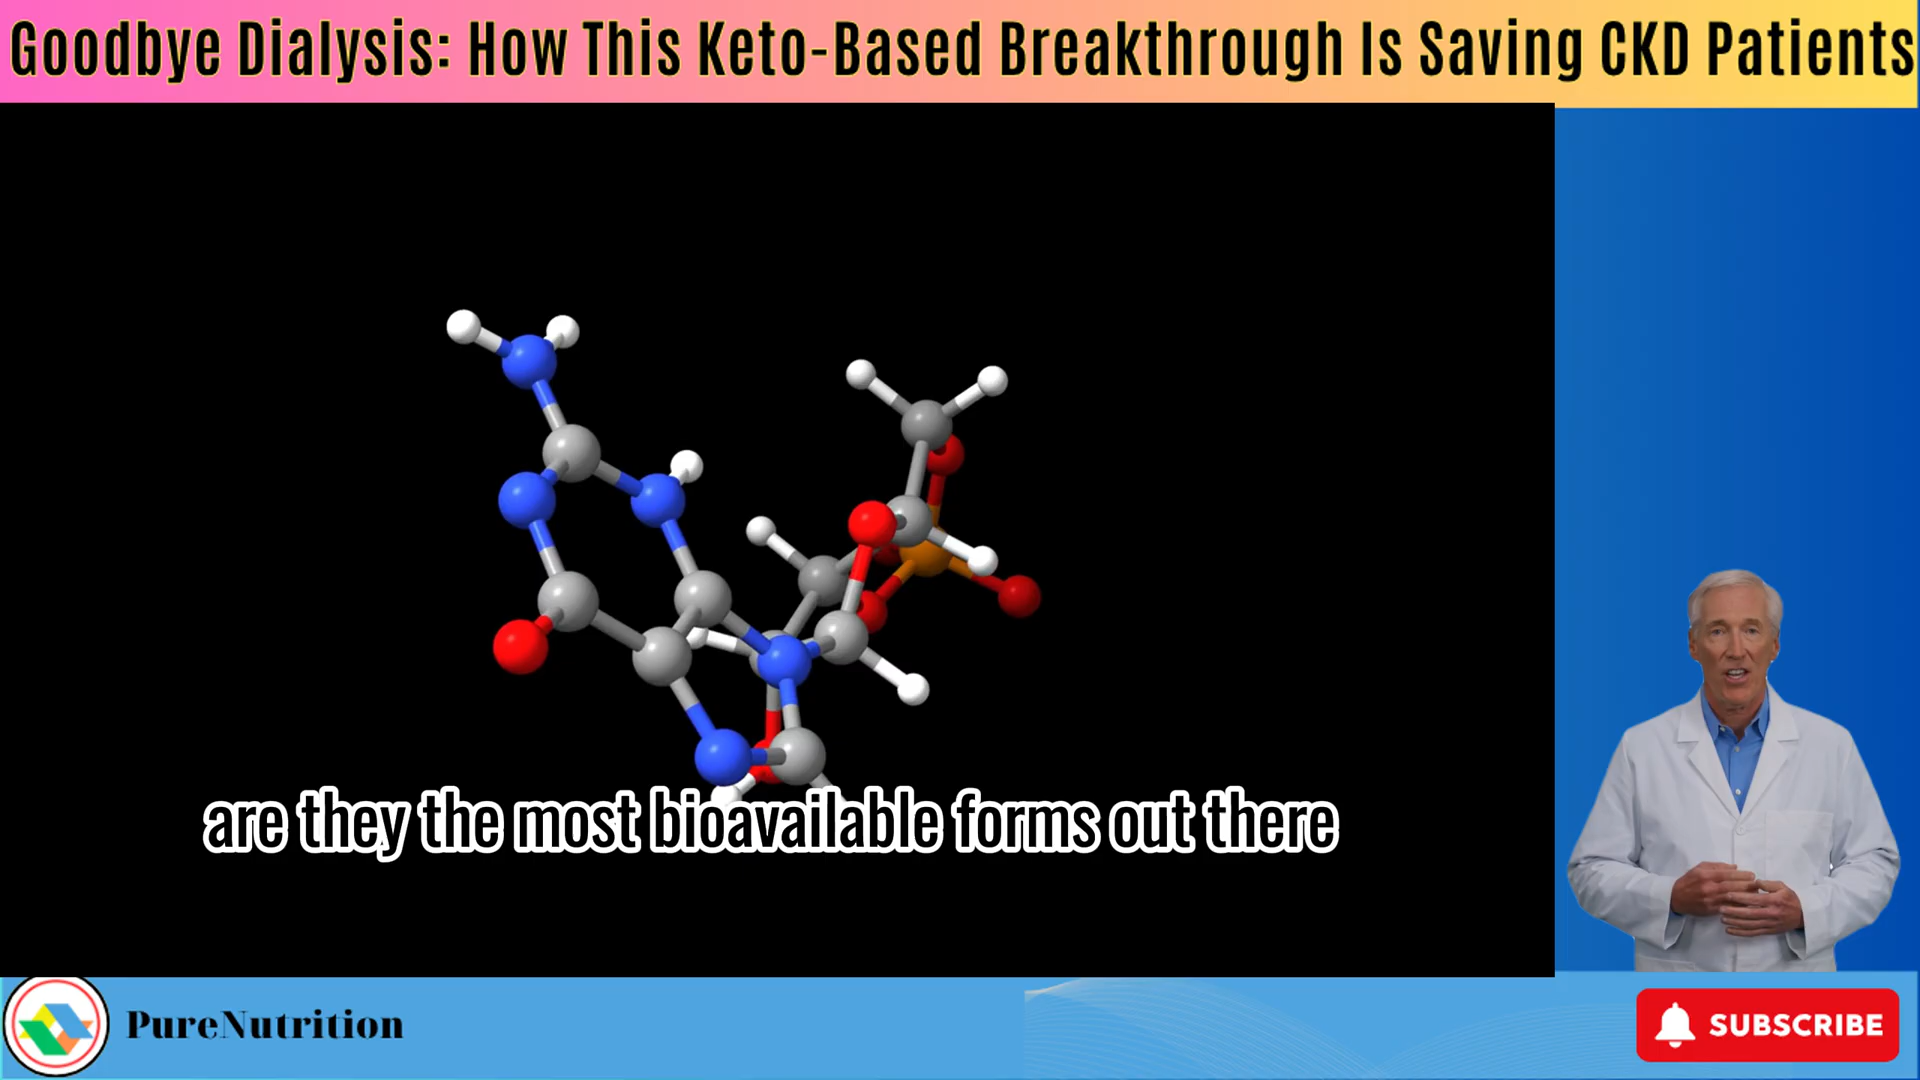 Goodbye Dialysis: How This Keto-Based Breakthrough Is Saving CKD Patients
are they the most bioavailable forms out there
PureNutrition
SUBSCRIBE